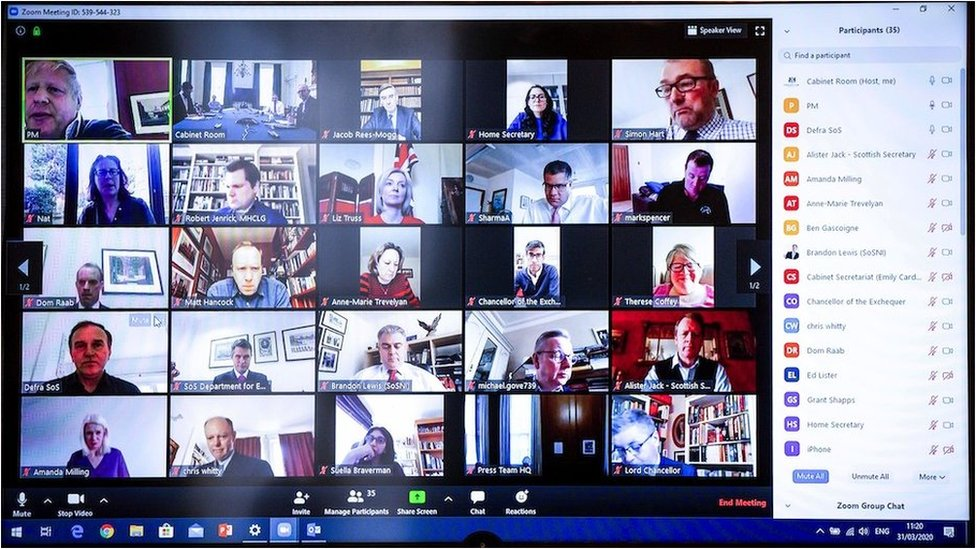 Zoom Meeting ID: 539-544-323
Speaker View
PM
Cabinet Room
Jacob Rees-Mogg
Home Secretary
Simon Hart
Nat
Robert Jenrick, MHCLG
Liz Truss
SharmaA
markspencer
1/2
1/2
Dom Raab
Matt Hancock
Anne-Marie Trevelyan
Chancellor of the Exch...
Therese Coffey
Defra SoS
SoS Department for E...
Brandon Lewis (SoSNI)
michael.gove739
Alister Jack – Scottish...
Amanda Milling
chris whitty
Suella Braverman
Press Team HQ
Lord Chancellor
Participants (35)
Find a participant
Cabinet Room (Host, me)
P PM
DS Defra SoS
AJ Alister Jack - Scottish Secretary
AM Amanda Milling
AT Anne-Marie Trevelyan
BG Ben Gascoigne
Brandon Lewis (SoSNI)
CS Cabinet Secretariat (Emily Card...
CO Chancellor of the Exchequer
CW chris whitty
DR Dom Raab
EL Ed Lister
GS Grant Shapps
HS Home Secretary
I iPhone
Mute All Unmute All More
Zoom Group Chat
Mute
Stop Video
Invite
Manage Participants
35
Share Screen
Chat
Reactions
End Meeting
ENG
11:20
31/03/2020